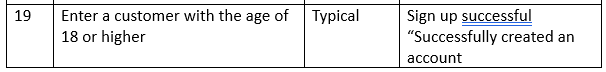 19 Enter a customer with the age of Typical Sign up successful
18 or higher “Successfully created an
account